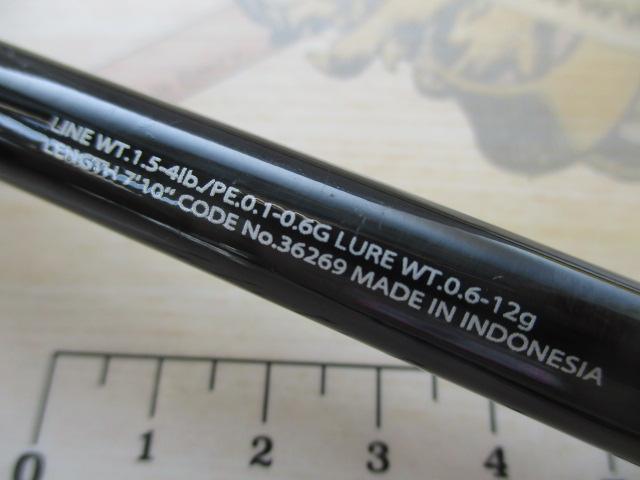 LINE WT.1.5-4lb./PE.0.1-0.6G LURE WT.0.6-12g
LENGTH 7'10" CODE No.36269 MADE IN INDONESIA
0 1 2 3 4